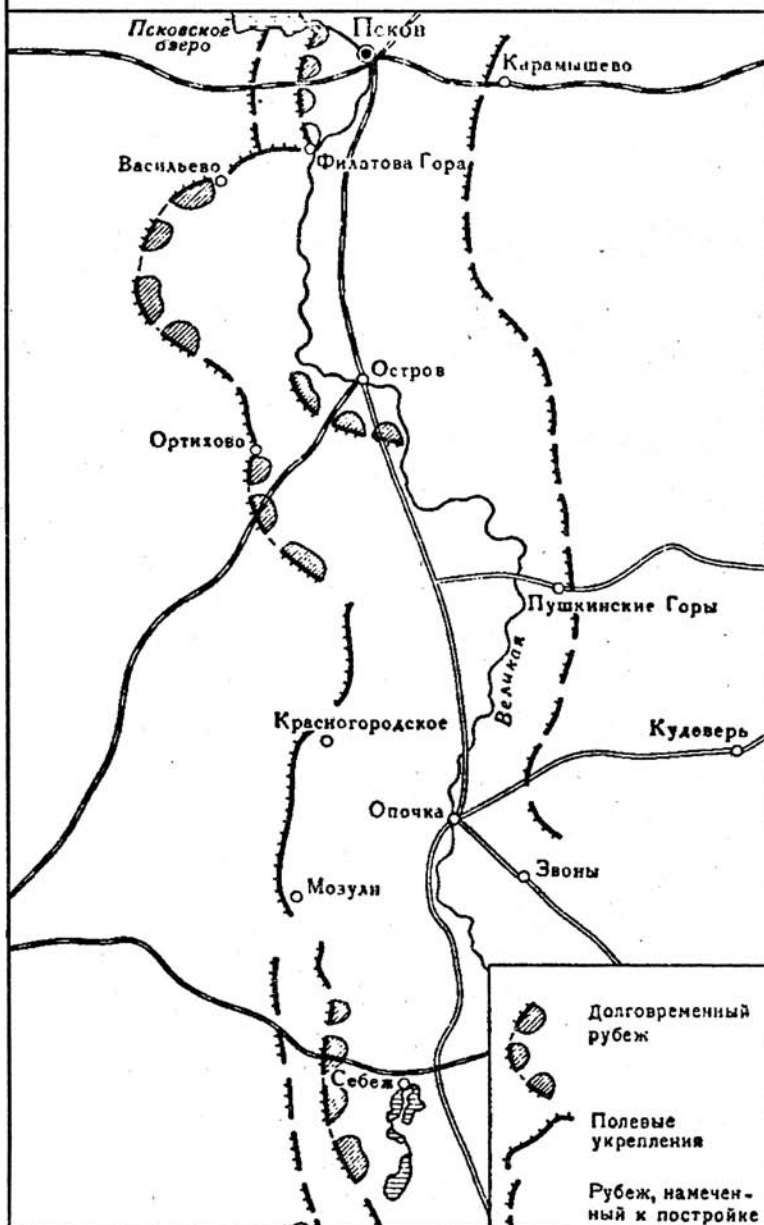 Псковское
озеро
Псков
Карамышево
Васильево
Филатова Гора
Остров
Ортихово
Пушкинские Горы
Великая
Красногородское
Кудеверь
Опочка
Звоны
Мозули
Себеж
Долговременный
рубеж
Полевые
укрепления
Рубеж, намечен-
ный к постройке